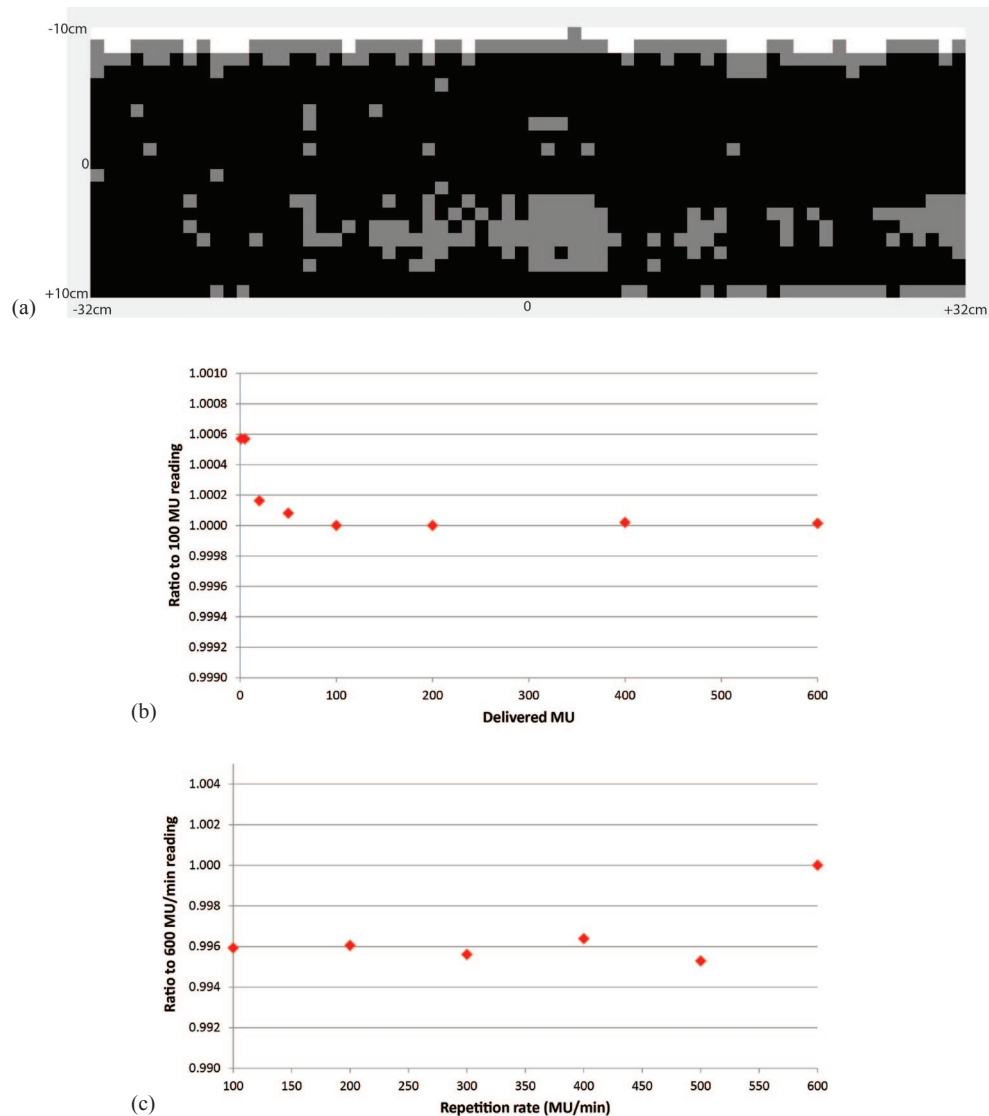 -10cm
0
+10cm
(a)
-32cm 0 +32cm
1.0010
1.0008
1.0006
1.0004
1.0002
1.0000
0.9998
0.9996
0.9994
0.9992
0.9990
Ratio to 100 MU reading
0 100 200 300 400 500 600
Delivered MU
(b)
1.004
1.002
1.000
0.998
0.996
0.994
0.992
0.990
Ratio to 600 MU/min reading
100 150 200 250 300 350 400 450 500 550 600
Repetition rate (MU/min)
(c)